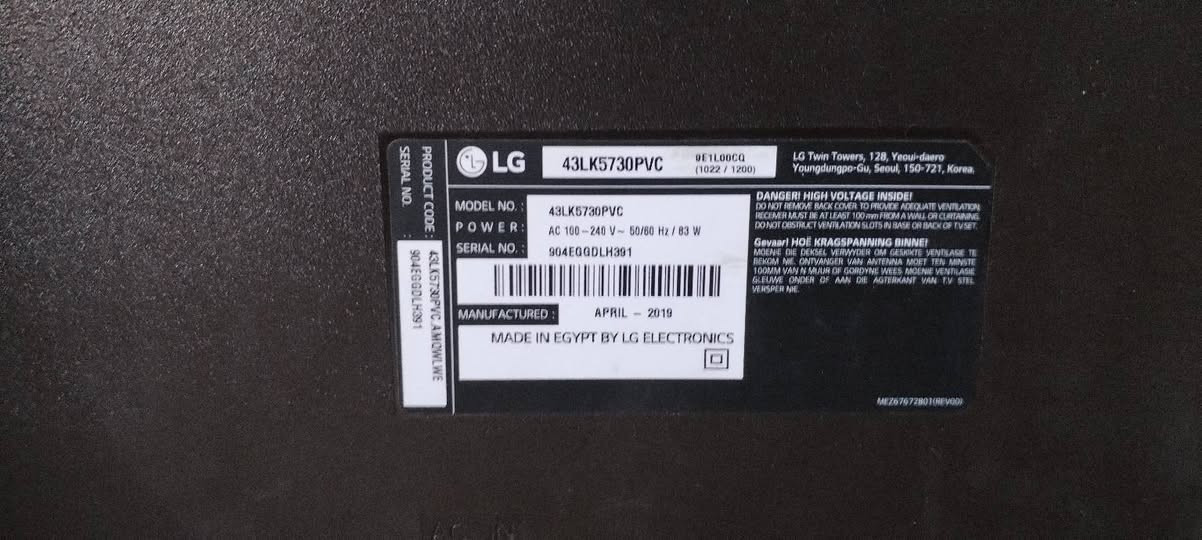 LG
43LK5730PVC
9E1L00CQ
(1022 / 1200)
LG Twin Towers, 128, Yeoui-daero
Youngdungpo-Gu, Seoul, 150-721, Korea.
PRODUCT CODE :
SERIAL NO. :
43LK5730PVC.AMQWLWE
904EGGDLH391
MODEL NO. : 43LK5730PVC
POWER : AC 100-240 V~ 50/60 Hz / 83 W
SERIAL NO. : 904EGGDLH391
MANUFACTURED : APRIL - 2019
MADE IN EGYPT BY LG ELECTRONICS
DANGER! HIGH VOLTAGE INSIDE!
DO NOT REMOVE BACK COVER TO PROVIDE ADEQUATE VENTILATION
RECEIVER MUST BE AT LEAST 100 mm FROM A WALL OR CURTAINING
DO NOT OBSTRUCT VENTILATION SLOTS IN BASE OR BACK OF T.V SET.
Gevaar! HOË KRAGSPANNING BINNE!
MOENIE DIE DEKSEL VERWYDER OM GESKIKTE VENTILASIE TE
BEKOM NIE. ONTVANGER VAN ANTENNA MOET TEN MINSTE
100MM VAN N MUUR OF GORDYNE WEES. MOENIE VENTILASIE
GLEUWE ONDER OF AAN DIE AGTERKANT VAN T.V STEL
VERSPER NIE.
MEZ67672801(REV00)